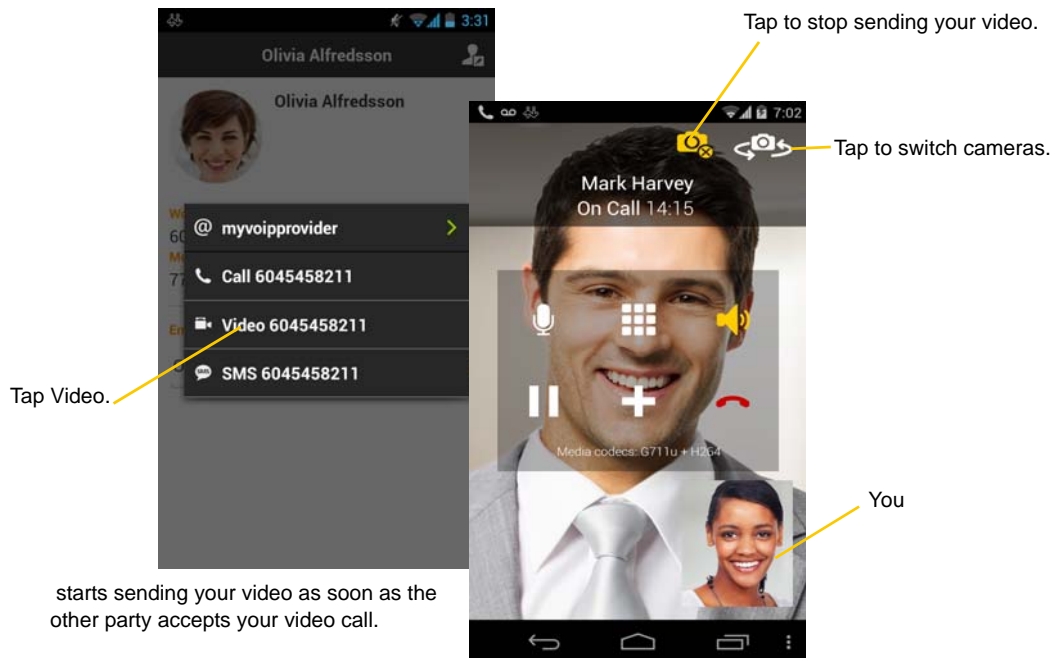 Tap to stop sending your video.
3:31
Olivia Alfredsson
Olivia Alfredsson
7:02
Tap to switch cameras.
Mark Harvey
On Call 14:15
@ myvoipprovider
Call 6045458211
Video 6045458211
SMS 6045458211
Tap Video.
Media codecs: G711u + H264
You
starts sending your video as soon as the
other party accepts your video call.